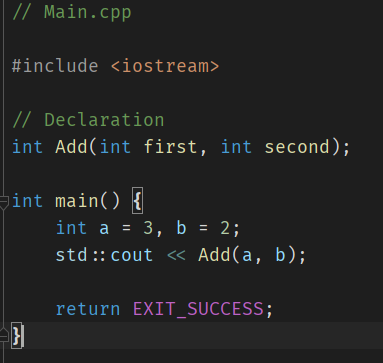 // Main.cpp
#include <iostream>
// Declaration
int Add(int first, int second);
int main() {
    int a = 3, b = 2;
    std::cout << Add(a, b);
    return EXIT_SUCCESS;
}